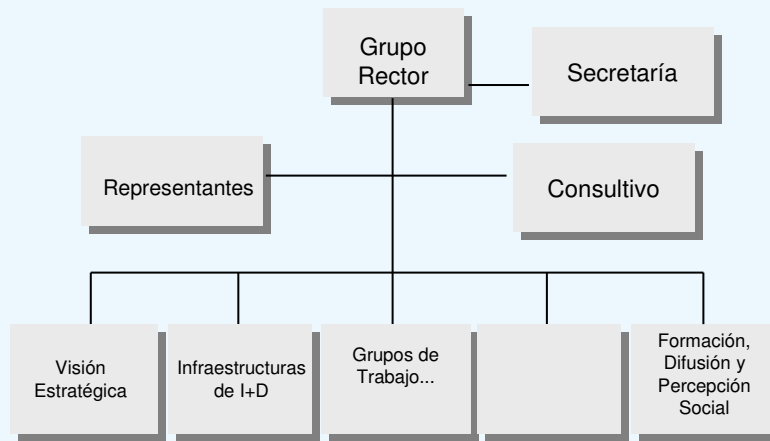 Grupo
Rector
Secretaría
Representantes
Consultivo
Visión
Estratégica
Infraestructuras
de I+D
Grupos de
Trabajo...
Formación,
Difusión y
Percepción
Social